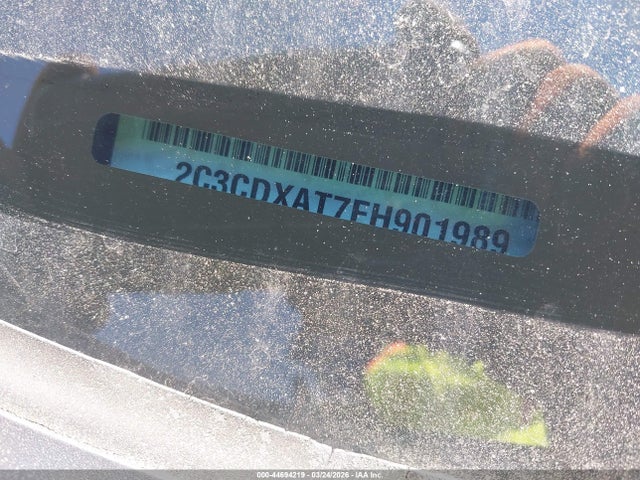 2C3CDXAT7FH901989
000-44694219 - 03/24/2026 - IAA Inc.